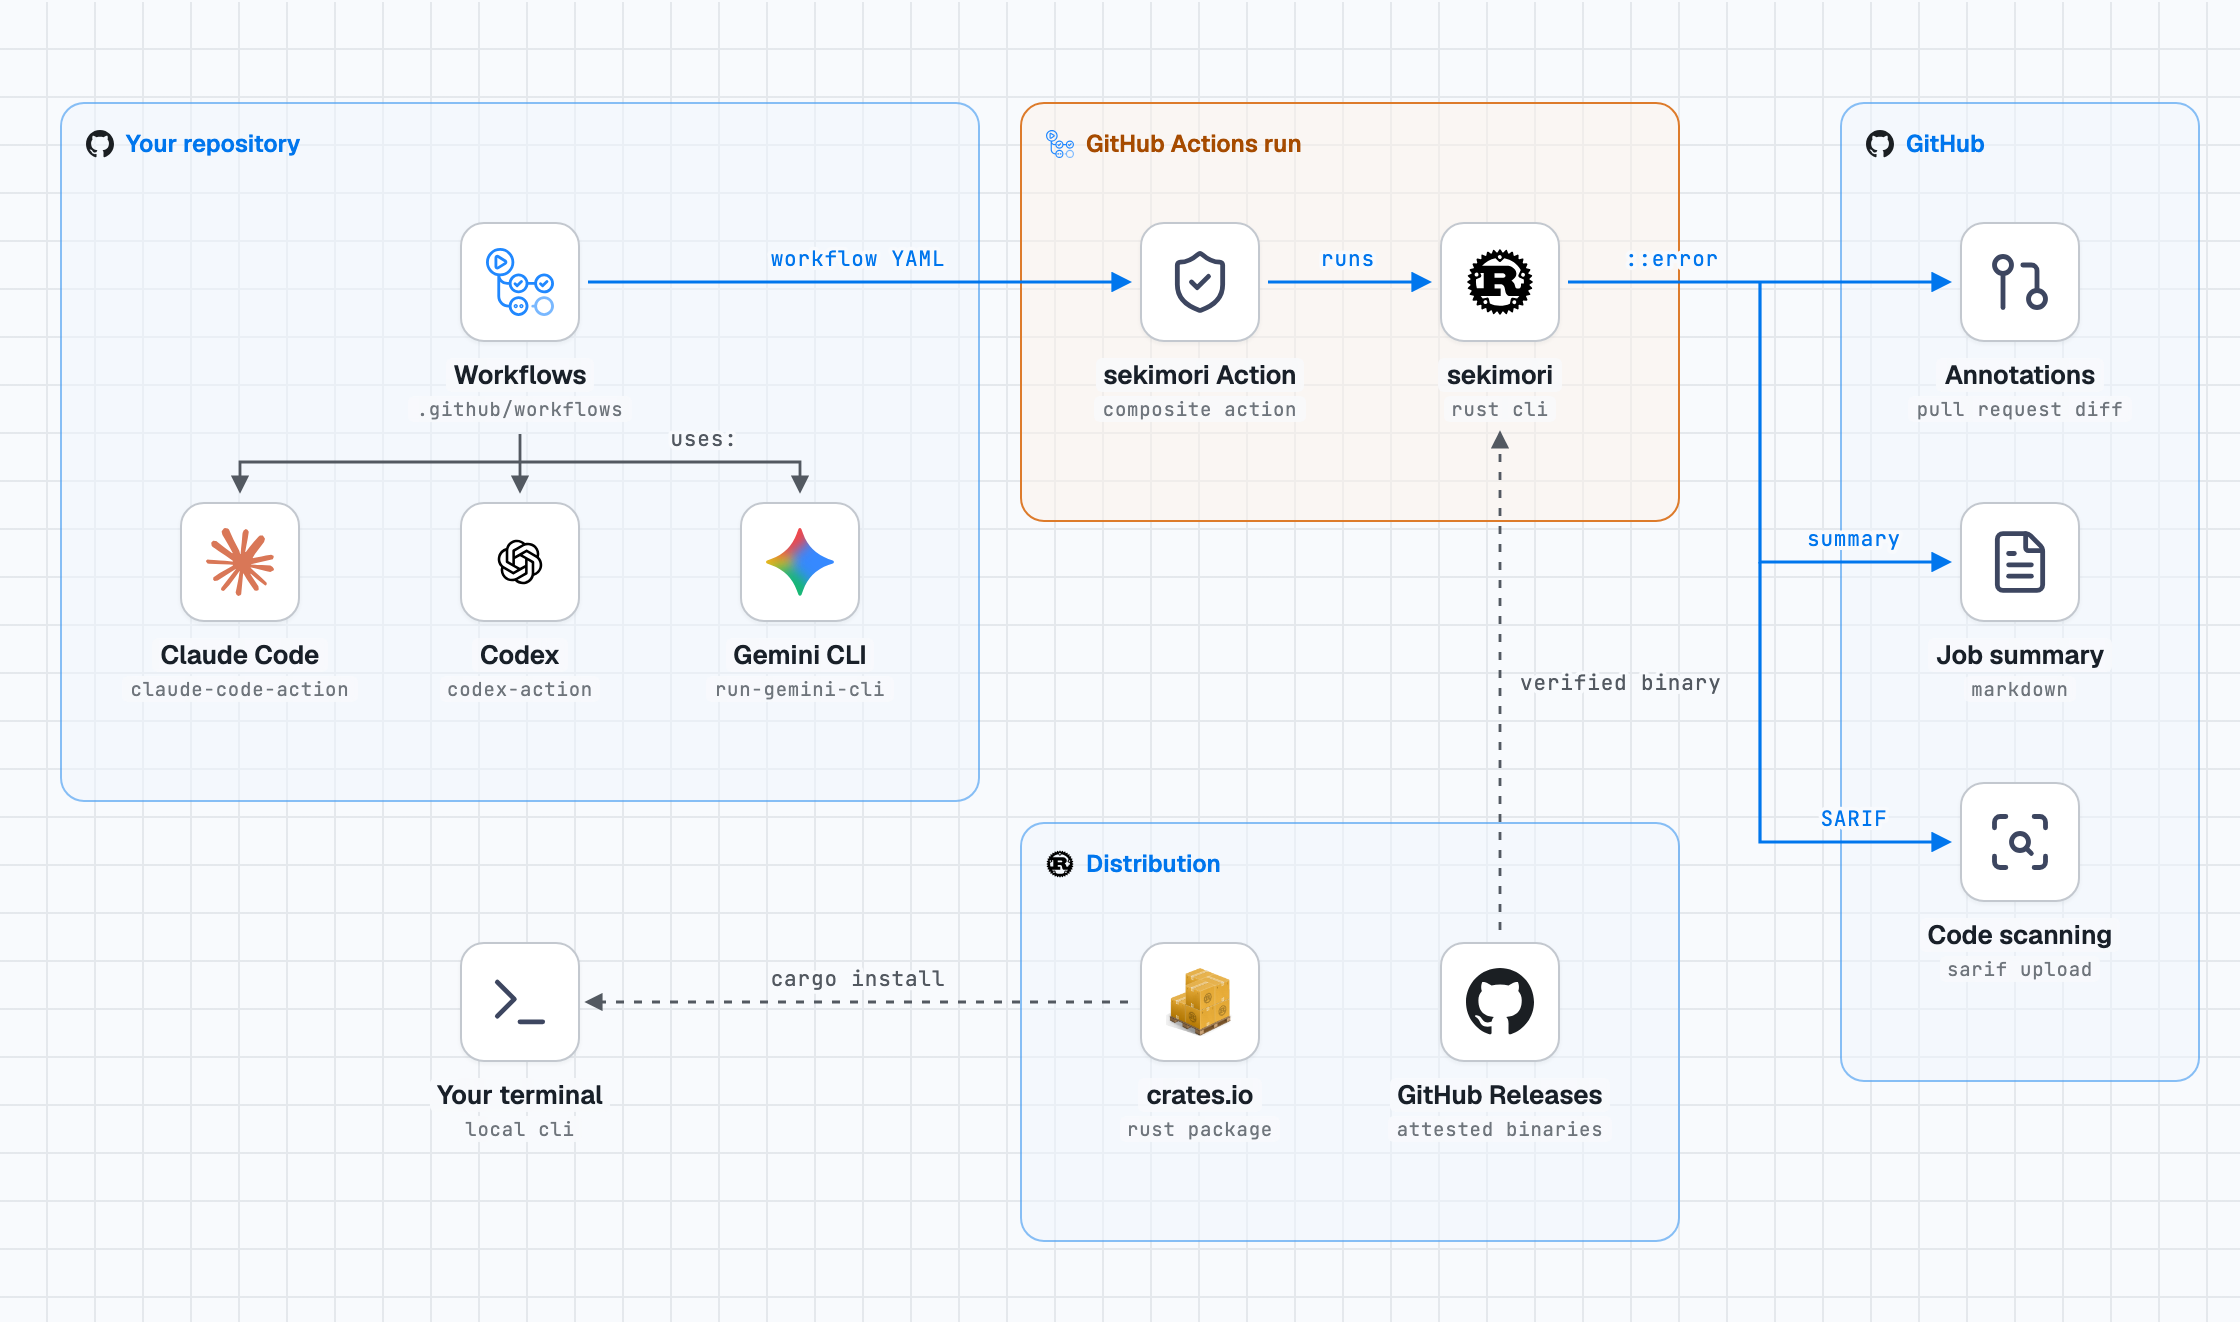 Your repository
Workflows
.github/workflows
uses:
Claude Code
claude-code-action
Codex
codex-action
Gemini CLI
run-gemini-cli
workflow YAML
GitHub Actions run
sekimori Action
composite action
runs
sekimori
rust cli
::error
GitHub
Annotations
pull request diff
summary
Job summary
markdown
SARIF
Code scanning
sarif upload
verified binary
Distribution
crates.io
rust package
GitHub Releases
attested binaries
cargo install
Your terminal
local cli